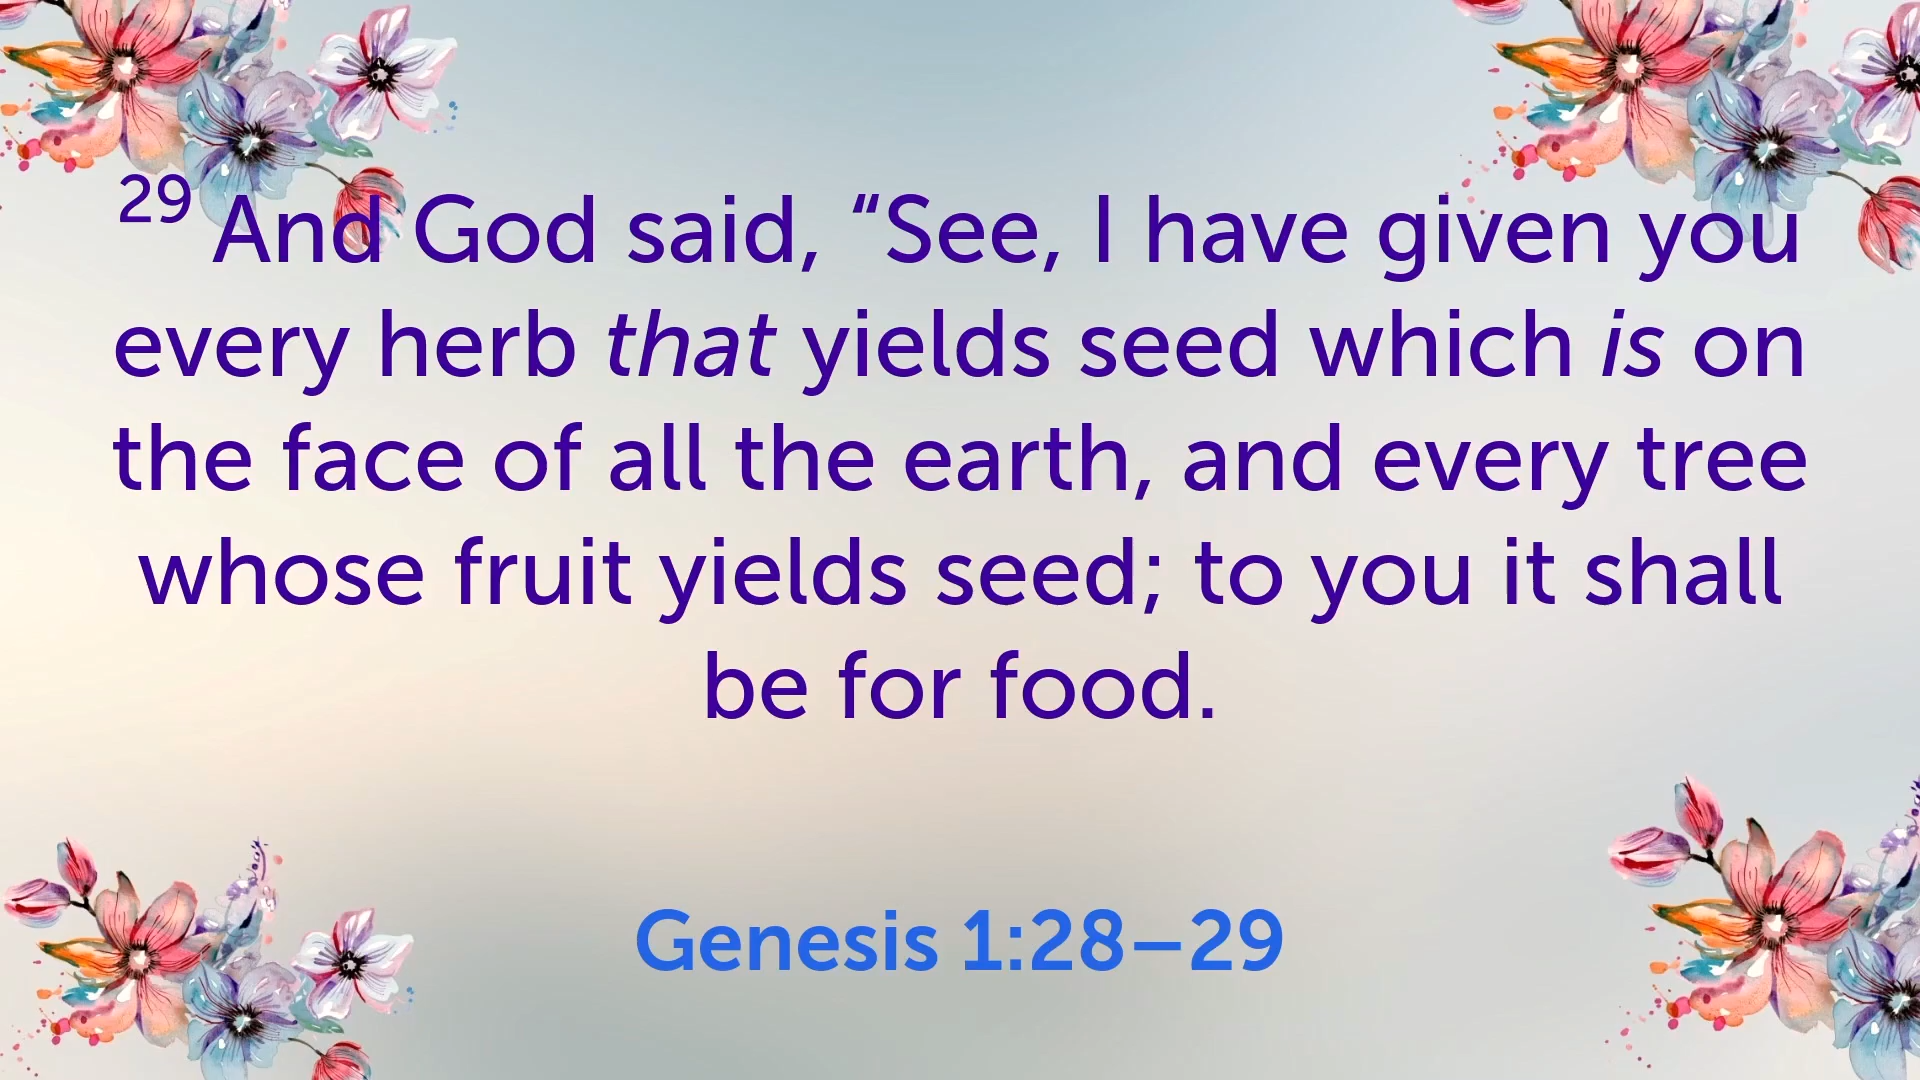 29 And God said, “See, I have given you
every herb that yields seed which is on
the face of all the earth, and every tree
whose fruit yields seed; to you it shall
be for food.
Genesis 1:28–29